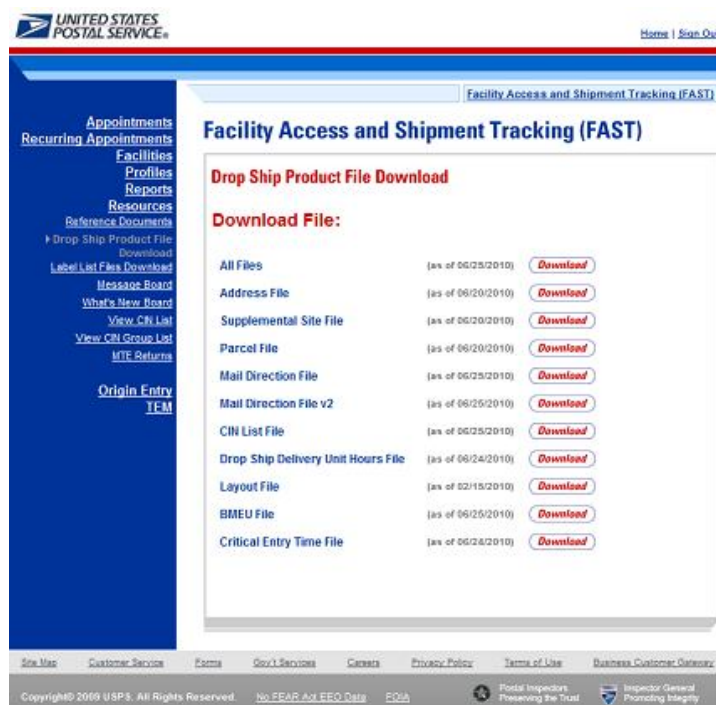 UNITED STATES
POSTAL SERVICE®
Home | Sign Ou
Facility Access and Shipment Tracking (FAST)
Appointments
Recurring Appointments
Facilities
Profiles
Reports
Resources
Reference Documents
Drop Ship Product File
Download
Label List Files Download
Message Board
What's New Board
View CIN List
View CIN Group List
MTE Returns
Origin Entry
TEM
Facility Access and Shipment Tracking (FAST)
Drop Ship Product File Download
Download File:
All Files (as of 06/25/2010) Download
Address File (as of 06/20/2010) Download
Supplemental Site File (as of 06/20/2010) Download
Parcel File (as of 06/20/2010) Download
Mail Direction File (as of 06/25/2010) Download
Mail Direction File v2 (as of 06/25/2010) Download
CIN List File (as of 06/25/2010) Download
Drop Ship Delivery Unit Hours File (as of 06/24/2010) Download
Layout File (as of 02/15/2010) Download
BMEU File (as of 06/25/2010) Download
Critical Entry Time File (as of 06/24/2010) Download
Site Map Customer Service Forms Gov't Services Careers Privacy Policy Terms of Use Business Customer Gateway
Copyright© 2009 USPS. All Rights Reserved. No FEAR Act EEO Data FOIA
Postal Inspectors
Preserving the Trust
Inspector General
Promoting Integrity